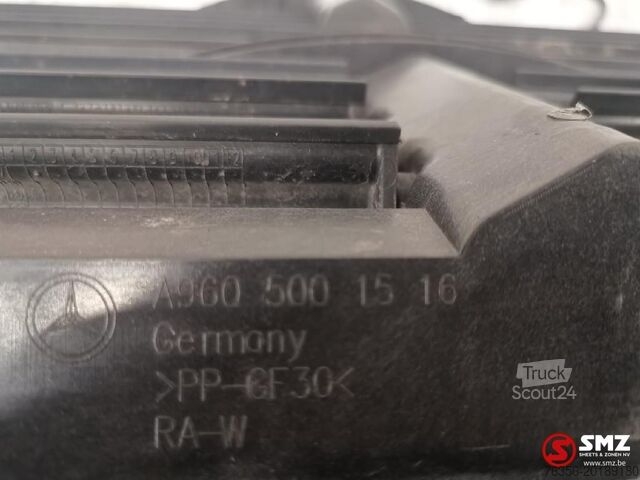 A960 500 15 16
Germany
>PP-GF30<
RA-W
Truck
Scout24
SMZ
SHEETS & ZONEN NV
www.smz.be